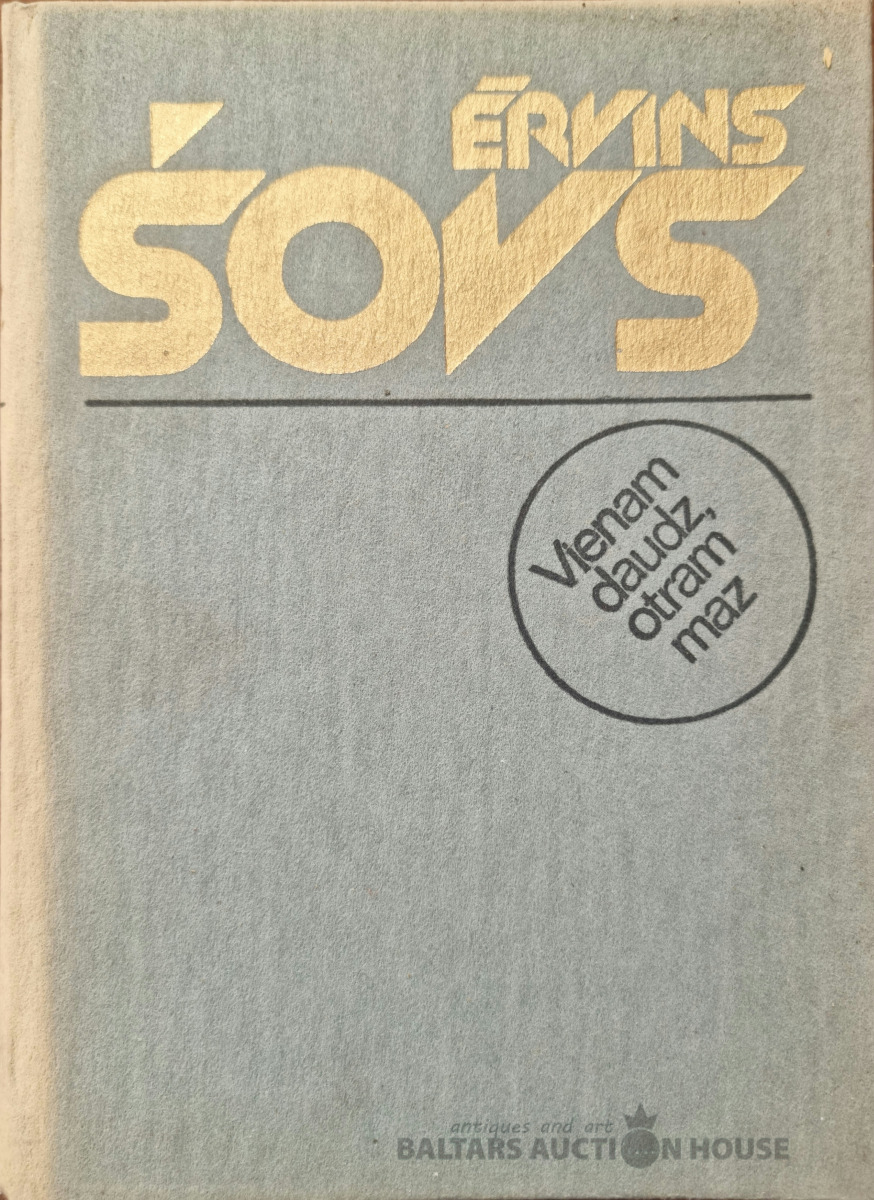 ĒRVINS
ŠOVS
Vienam
daudz,
otram
maz
antiques and art
BALTARS AUCTION HOUSE